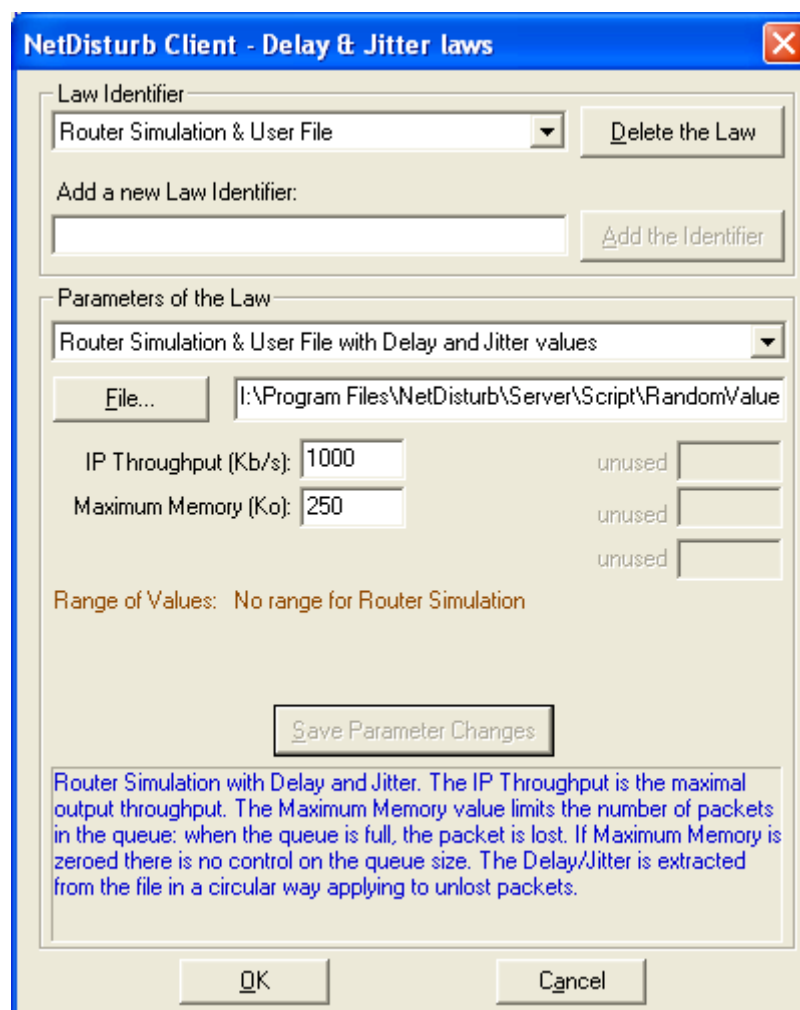 NetDisturb Client - Delay & Jitter laws
Law Identifier
Router Simulation & User File
Delete the Law
Add a new Law Identifier:
Add the Identifier
Parameters of the Law
Router Simulation & User File with Delay and Jitter values
File...
I:\Program Files\NetDisturb\Server\Script\RandomValue
IP Throughput (Kb/s): 1000
unused
Maximum Memory (Ko): 250
unused
unused
Range of Values: No range for Router Simulation
Save Parameter Changes
Router Simulation with Delay and Jitter. The IP Throughput is the maximal
output throughput. The Maximum Memory value limits the number of packets
in the queue: when the queue is full, the packet is lost. If Maximum Memory is
zeroed there is no control on the queue size. The Delay/Jitter is extracted
from the file in a circular way applying to unlost packets.
OK
Cancel